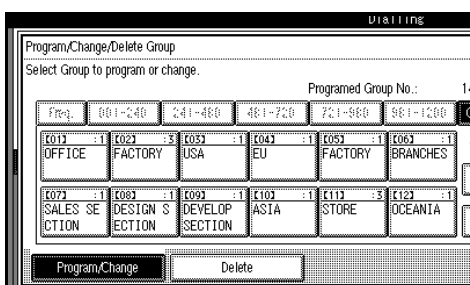 Dialling
Program/Change/Delete Group
Select Group to program or change.
Programed Group No.:
Freq. 001-240 241-480 481-720 721-960 961-1200
[01] :1 [02] :3 [03] :1 [04] :1 [05] :1 [06] :1
OFFICE FACTORY USA EU FACTORY BRANCHES
[07] :1 [08] :1 [09] :1 [10] :1 [11] :3 [12] :1
SALES SE DESIGN S DEVELOP ASIA STORE OCEANIA
CTION ECTION SECTION
Program/Change Delete